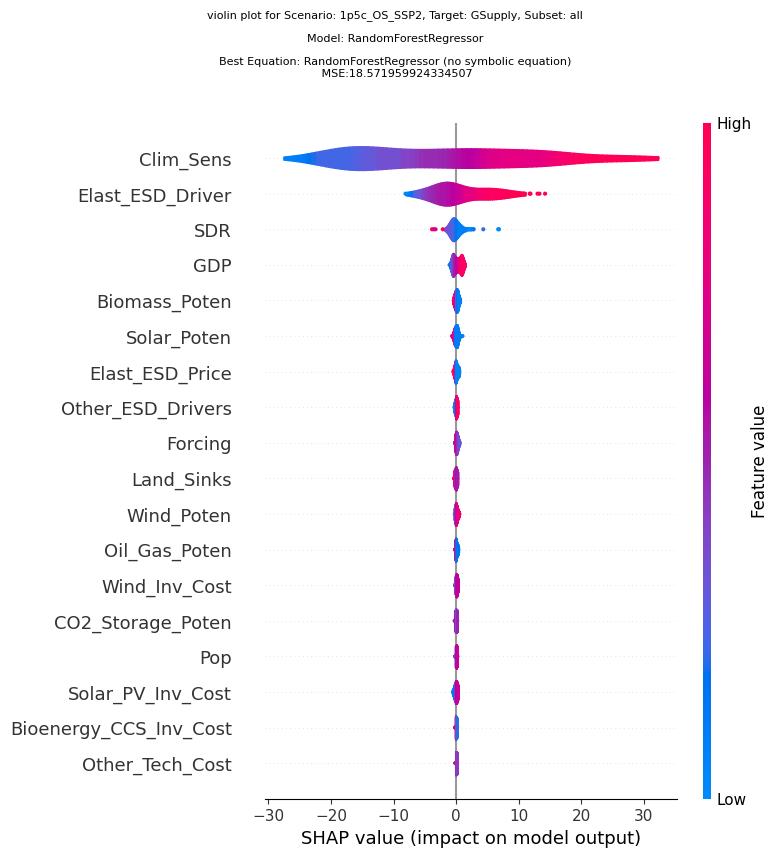 violin plot for Scenario: 1p5c_OS_SSP2, Target: GSupply, Subset: all
Model: RandomForestRegressor
Best Equation: RandomForestRegressor (no symbolic equation)
MSE:18.571959924334507
High
Clim_Sens
Elast_ESD_Driver
SDR
GDP
Biomass_Poten
Solar_Poten
Elast_ESD_Price
Other_ESD_Drivers
Forcing
Land_Sinks
Wind_Poten
Oil_Gas_Poten
Wind_Inv_Cost
CO2_Storage_Poten
Pop
Solar_PV_Inv_Cost
Bioenergy_CCS_Inv_Cost
Other_Tech_Cost
Feature value
Low
−30 −20 −10 0 10 20 30
SHAP value (impact on model output)